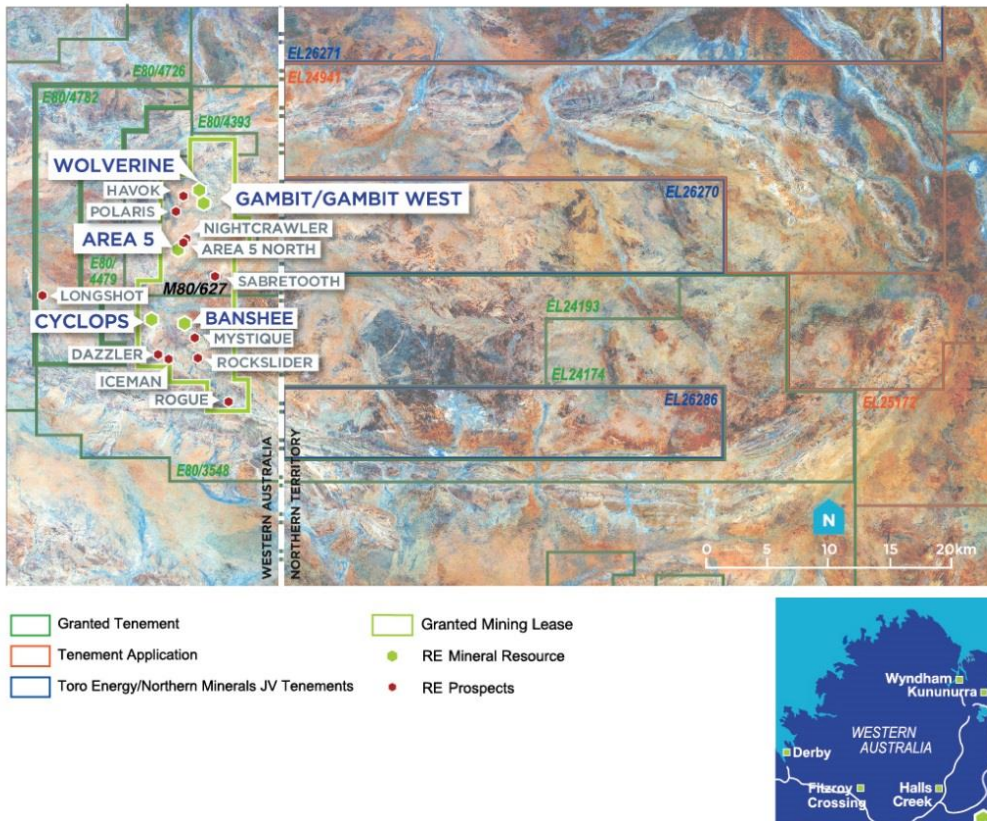 EL26271
E80/4726
EL24941
E80/4782
E80/4393
WOLVERINE
HAVOK
GAMBIT/GAMBIT WEST
EL26270
POLARIS
NIGHTCRAWLER
AREA 5
AREA 5 NORTH
E80/
4479
SABRETOOTH
M80/627
LONGSHOT
EL24193
CYCLOPS
BANSHEE
MYSTIQUE
DAZZLER
ROCKSLIDER
EL24174
ICEMAN
ROGUE
EL26286
EL25172
E80/3548
WESTERN AUSTRALIA
NORTHERN TERRITORY
N
0 5 10 20km
Granted Tenement
Tenement Application
Toro Energy/Northern Minerals JV Tenements
Granted Mining Lease
RE Mineral Resource
RE Prospects
Wyndham
Kununurra
WESTERN
AUSTRALIA
Derby
Fitzroy
Crossing
Halls
Creek